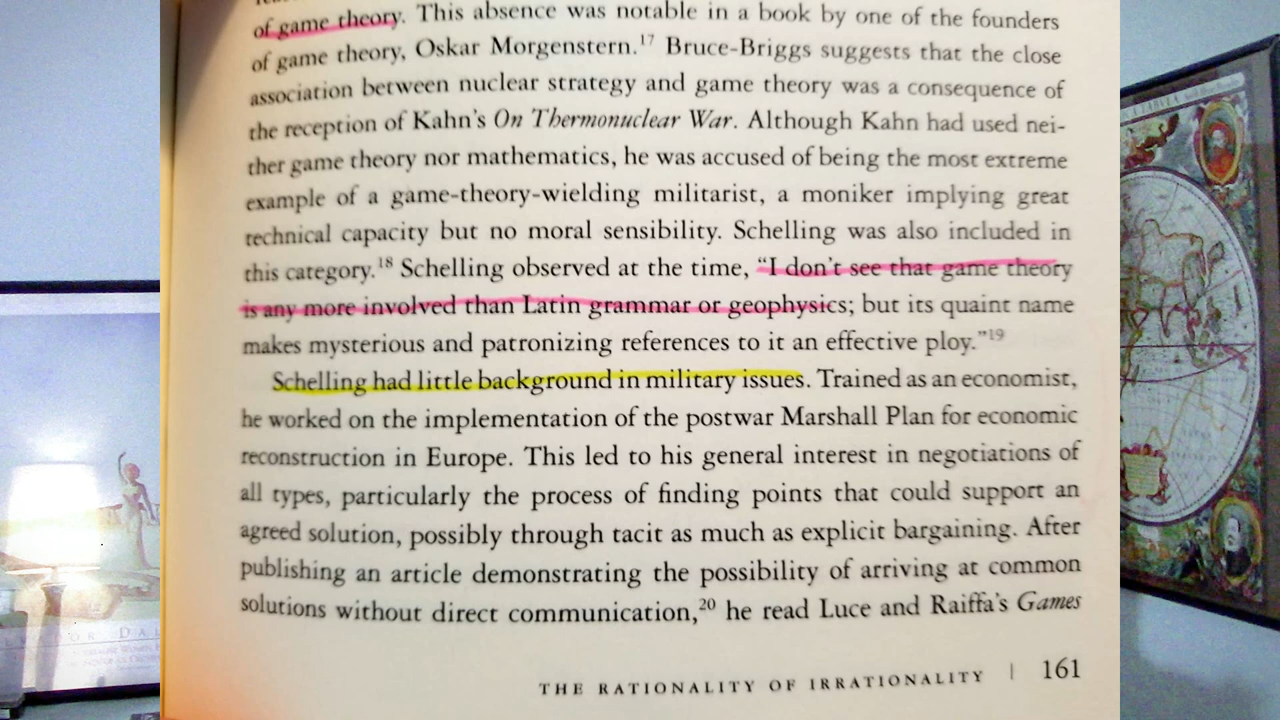 of game theory. This absence was notable in a book by one of the founders
of game theory, Oskar Morgenstern.17 Bruce-Briggs suggests that the close
association between nuclear strategy and game theory was a consequence of
the reception of Kahn's On Thermonuclear War. Although Kahn had used nei-
ther game theory nor mathematics, he was accused of being the most extreme
example of a game-theory-wielding militarist, a moniker implying great
technical capacity but no moral sensibility. Schelling was also included in
this category.18 Schelling observed at the time, "I don't see that game theory
is any more involved than Latin grammar or geophysics; but its quaint name
makes mysterious and patronizing references to it an effective ploy."19
Schelling had little background in military issues. Trained as an economist,
he worked on the implementation of the postwar Marshall Plan for economic
reconstruction in Europe. This led to his general interest in negotiations of
all types, particularly the process of finding points that could support an
agreed solution, possibly through tacit as much as explicit bargaining. After
publishing an article demonstrating the possibility of arriving at common
solutions without direct communication,20 he read Luce and Raiffa's Games
THE RATIONALITY OF IRRATIONALITY | 161